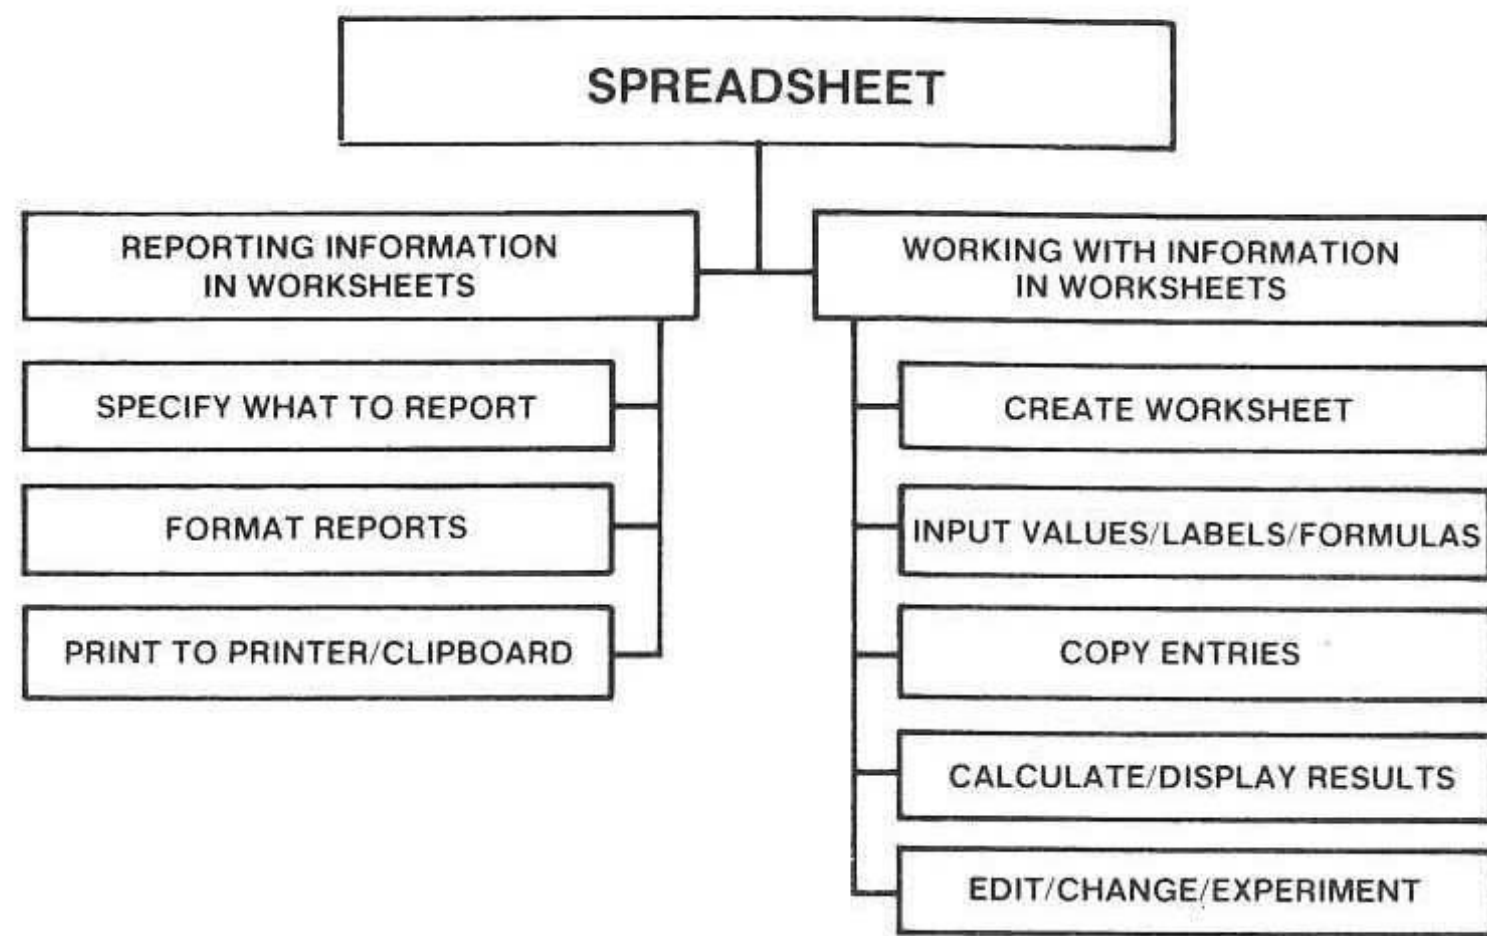 SPREADSHEET
REPORTING INFORMATION
IN WORKSHEETS
SPECIFY WHAT TO REPORT
FORMAT REPORTS
PRINT TO PRINTER/CLIPBOARD
WORKING WITH INFORMATION
IN WORKSHEETS
CREATE WORKSHEET
INPUT VALUES/LABELS/FORMULAS
COPY ENTRIES
CALCULATE/DISPLAY RESULTS
EDIT/CHANGE/EXPERIMENT